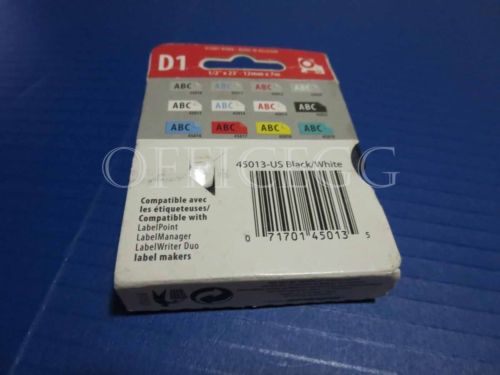 D1
1/2" x 23' - 12mm x 7m
ABC ABC ABC ABC
ABC ABC ABC ABC
ABC ABC ABC ABC
OFFICECG
45013-US Black/White
Compatible avec
les étiqueteuses/
Compatible with
LabelPoint
LabelManager
LabelWriter Duo
label makers
0 71701 45013 5